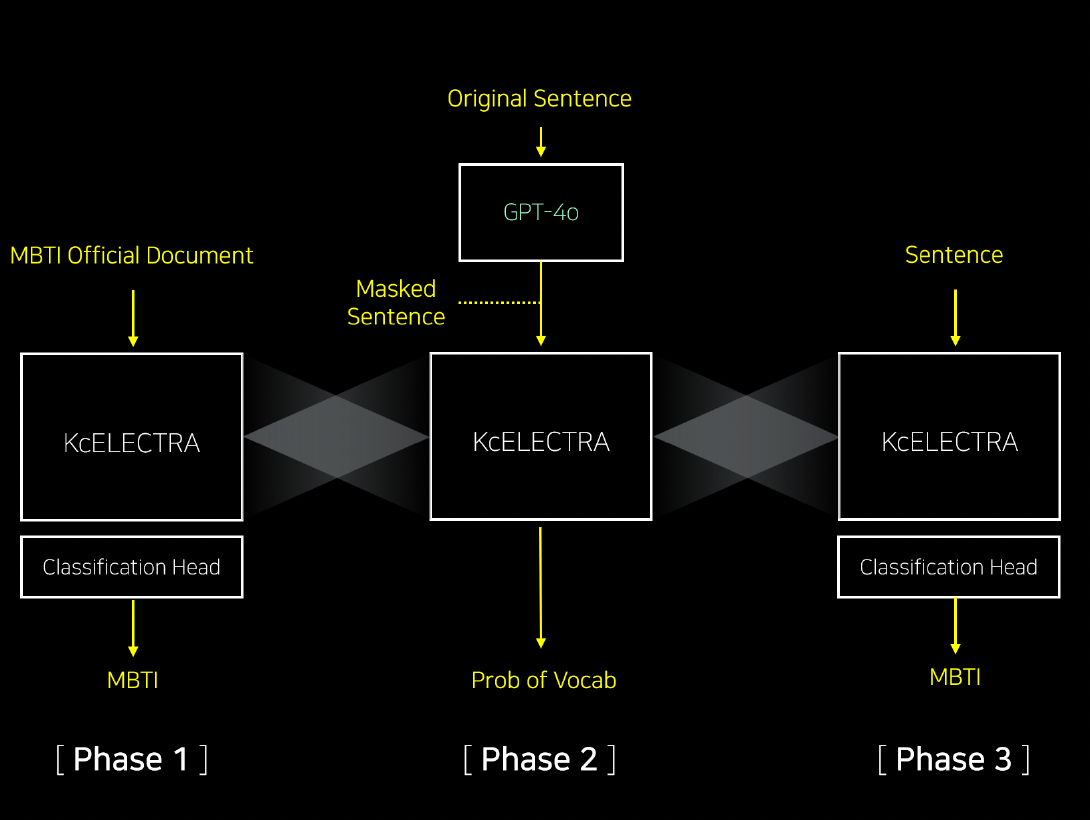 Original Sentence
GPT-4o
MBTI Official Document
Sentence
Masked
Sentence
KcELECTRA
KcELECTRA
KcELECTRA
Classification Head
Classification Head
MBTI
Prob of Vocab
MBTI
[ Phase 1 ]
[ Phase 2 ]
[ Phase 3 ]